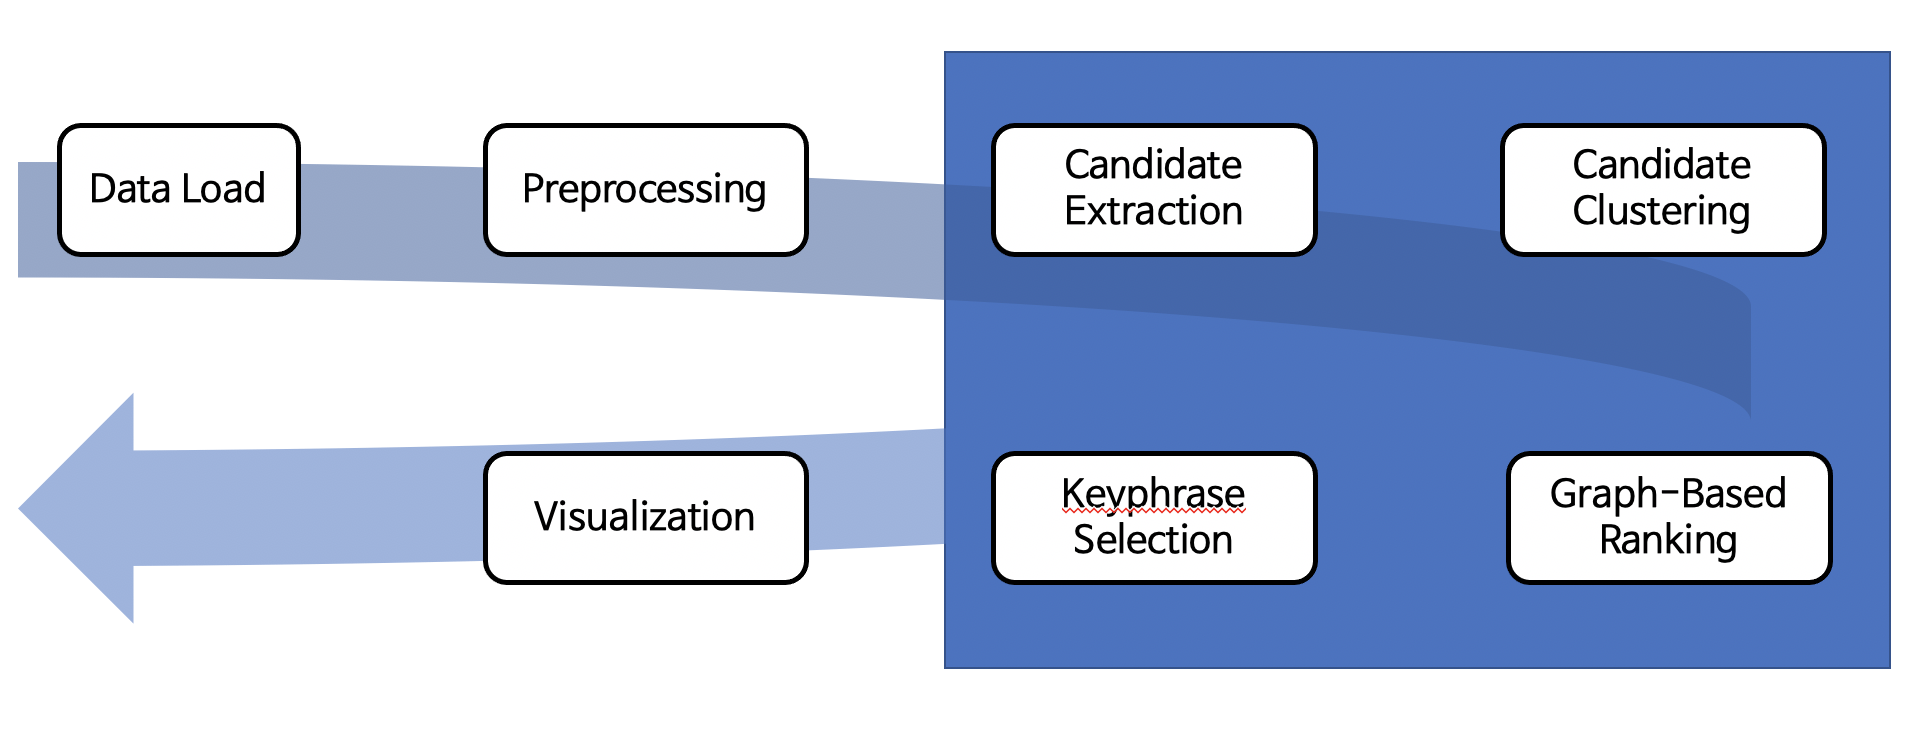 Data Load
Preprocessing
Candidate
Extraction
Candidate
Clustering
Visualization
Keyphrase
Selection
Graph-Based
Ranking